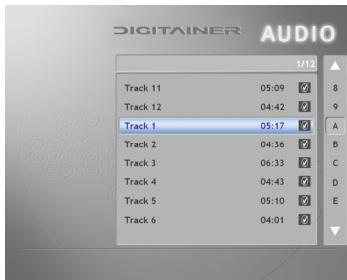 DIGITAINER AUDIO
1/12
Track 11 05:09 8
Track 12 04:42 9
Track 1 05:17 A
Track 2 04:36 B
Track 3 06:33 C
Track 4 04:43 D
Track 5 05:10 E
Track 6 04:01